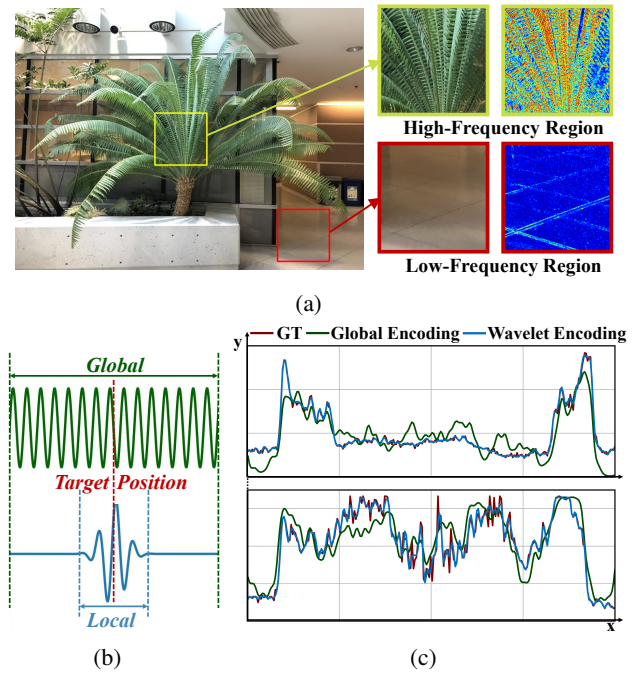 High-Frequency Region
Low-Frequency Region
(a)
Global
Target Position
Local
(b)
y
GT Global Encoding Wavelet Encoding
x
(c)